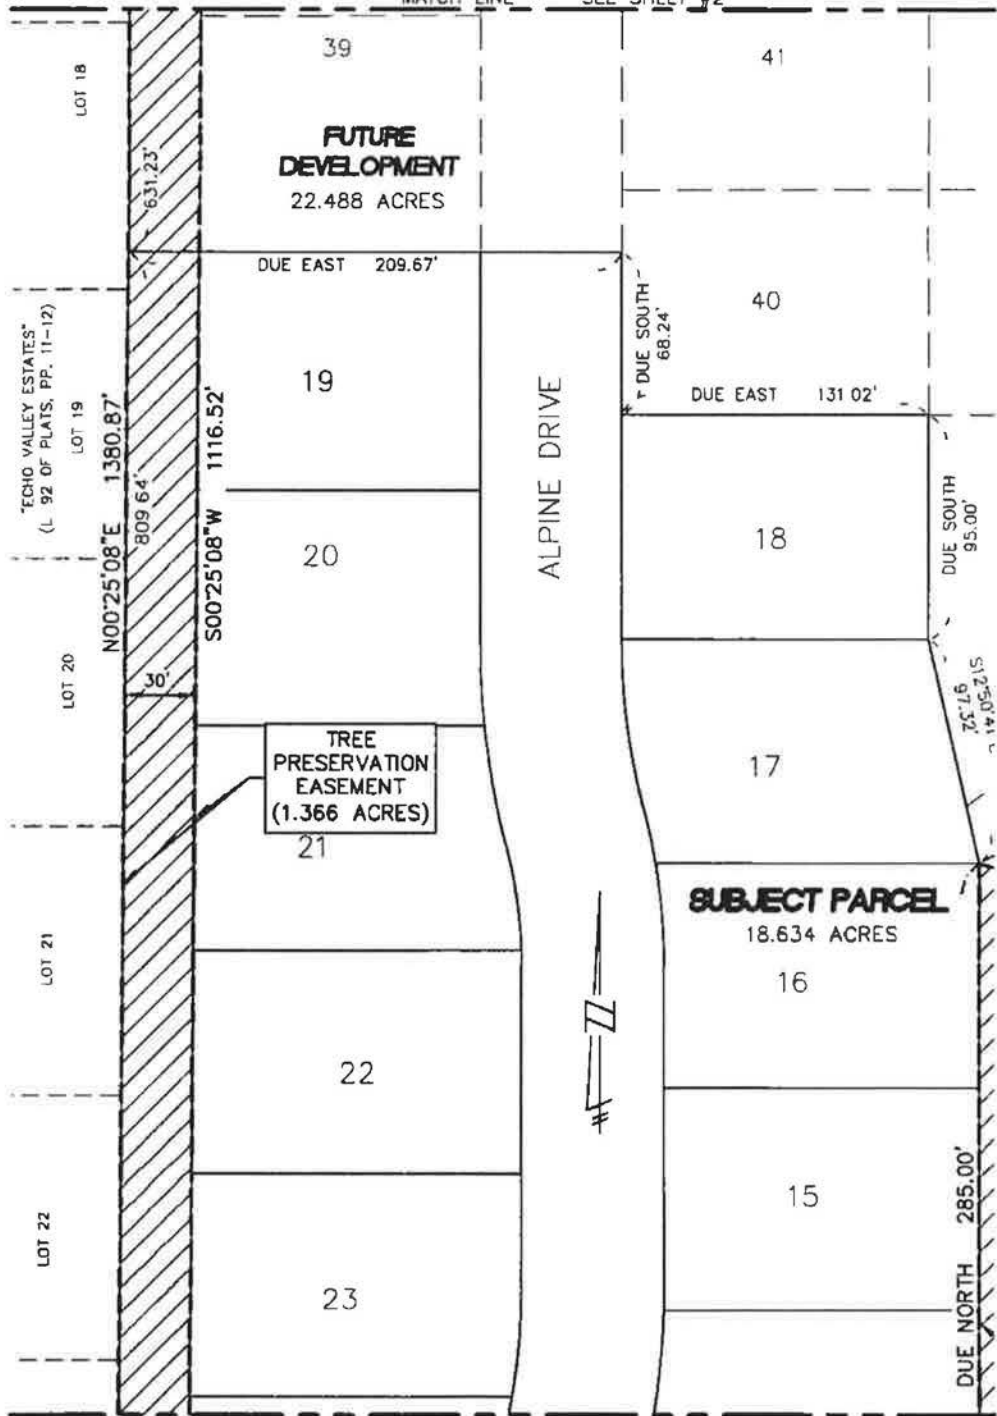 MATCH LINE SEE SHEET #2
39
41
LOT 18
FUTURE
DEVELOPMENT
22.488 ACRES
631.23'
DUE EAST 209.67'
DUE SOUTH
68.24'
40
"ECHO VALLEY ESTATES"
(L 92 OF PLATS, PP. 11-12)
LOT 19
N00°25'08"E 1380.87'
809.64'
S00°25'08"W 1116.52'
19
ALPINE DRIVE
DUE EAST 131.02'
20
18
DUE SOUTH
95.00'
LOT 20
30'
S12°50'41"E
97.32'
TREE
PRESERVATION
EASEMENT
(1.366 ACRES)
17
21
SUBJECT PARCEL
18.634 ACRES
LOT 21
16
N
22
15
DUE NORTH 285.00'
LOT 22
23